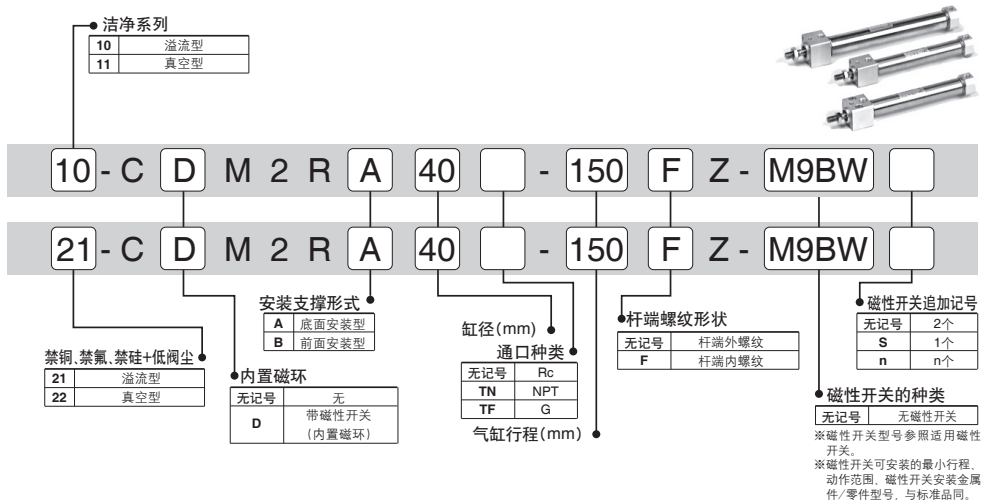 洁净系列
10 溢流型
11 真空型
10 - C D M 2 R A 40 - 150 F Z - M9BW
21 - C D M 2 R A 40 - 150 F Z - M9BW
禁铜、禁氟、禁硅+低阀尘
21 溢流型
22 真空型
内置磁环
无记号 无
D 带磁性开关
(内置磁环)
安装支撑形式
A 底面安装型
B 前面安装型
缸径(mm)
通口种类
无记号 Rc
TN NPT
TF G
气缸行程(mm)
杆端螺纹形状
无记号 杆端外螺纹
F 杆端内螺纹
磁性开关追加记号
无记号 2个
S 1个
n n个
磁性开关的种类
无记号 无磁性开关
※磁性开关型号参照适用磁性
开关。
※磁性开关可安装的最小行程、
动作范围、磁性开关安装金属
件/零件型号，与标准品同。